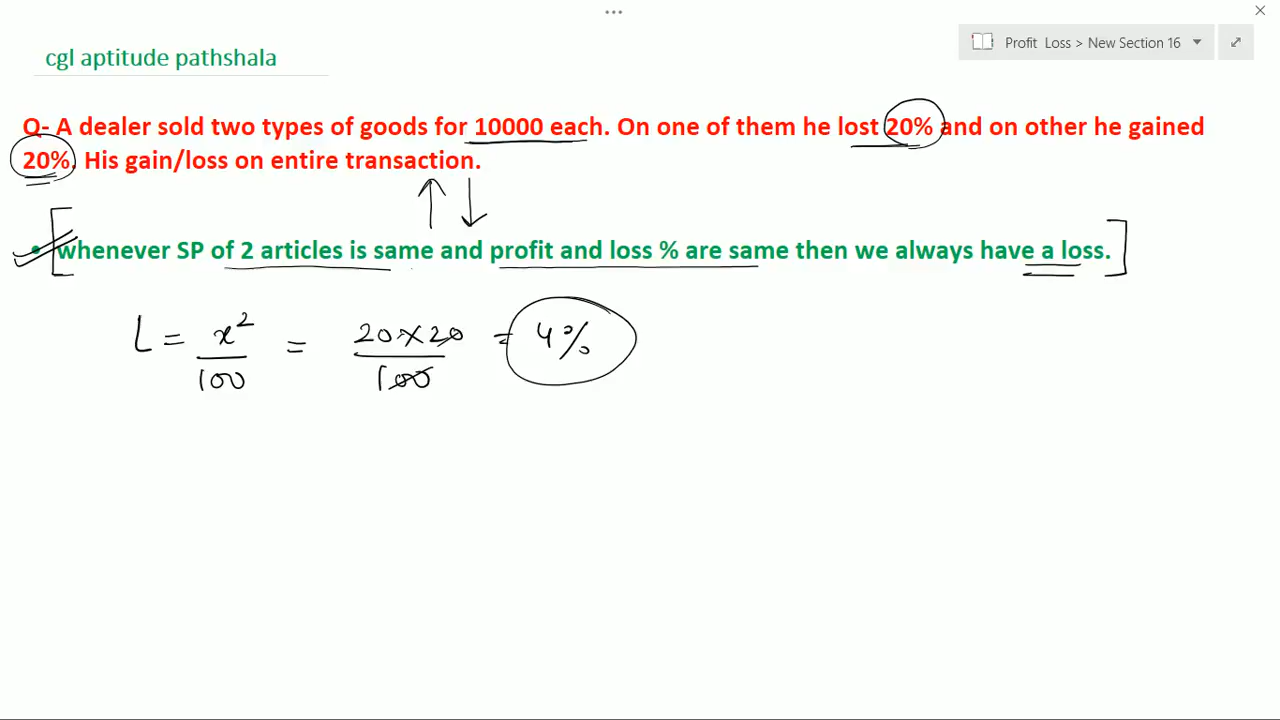 cgl aptitude pathshala
Profit Loss > New Section 16
Q- A dealer sold two types of goods for 10000 each. On one of them he lost 20% and on other he gained
20%. His gain/loss on entire transaction.
• whenever SP of 2 articles is same and profit and loss % are same then we always have a loss.
L = x²/100 = 20×20/100 = 4%